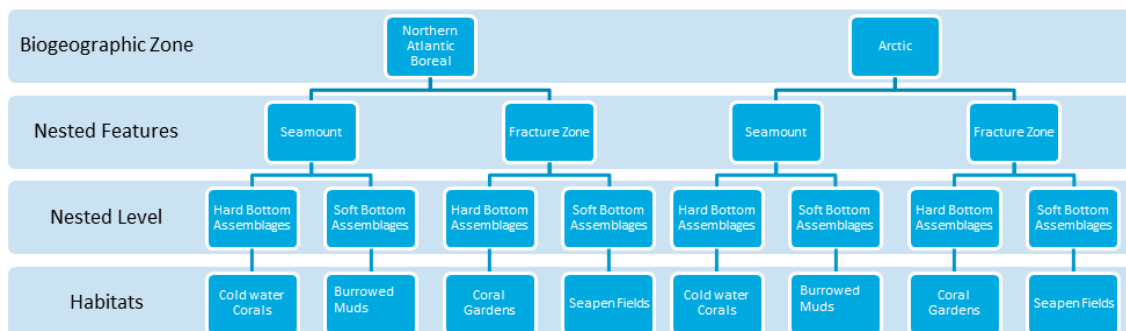 Biogeographic Zone
Northern
Atlantic
Boreal
Arctic
Nested Features
Seamount
Fracture Zone
Seamount
Fracture Zone
Nested Level
Hard Bottom
Assemblages
Soft Bottom
Assemblages
Hard Bottom
Assemblages
Soft Bottom
Assemblages
Hard Bottom
Assemblages
Soft Bottom
Assemblages
Hard Bottom
Assemblages
Soft Bottom
Assemblages
Habitats
Cold water
Corals
Burrowed
Muds
Coral
Gardens
Seapen Fields
Cold water
Corals
Burrowed
Muds
Coral
Gardens
Seapen Fields